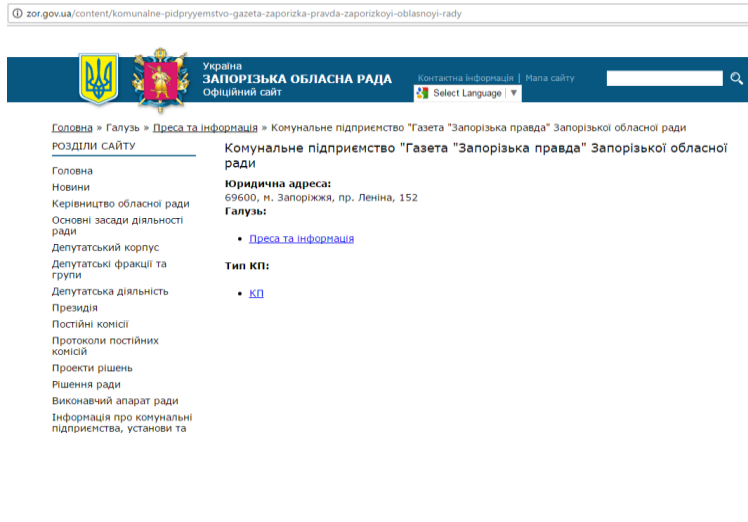 zor.gov.ua/content/komunalne-pidpryyemstvo-gazeta-zaporizka-pravda-zaporizkoyi-oblasnoyi-rady
Україна
ЗАПОРІЗЬКА ОБЛАСНА РАДА
Офіційний сайт
Контактна інформація | Мапа сайту
Select Language ▼
Головна » Галузь » Преса та інформація » Комунальне підприємство "Газета "Запорізька правда" Запорізької обласної ради
РОЗДІЛИ САЙТУ
Головна
Новини
Керівництво обласної ради
Основні засади діяльності
ради
Депутатський корпус
Депутатські фракції та
групи
Депутатська діяльність
Президія
Постійні комісії
Протоколи постійних
комісій
Проекти рішень
Рішення ради
Виконавчий апарат ради
Інформація про комунальні
підприємства, установи та
Комунальне підприємство "Газета "Запорізька правда" Запорізької обласної
ради
Юридична адреса:
69600, м. Запоріжжя, пр. Леніна, 152
Галузь:
• Преса та інформація
Тип КП:
• КП